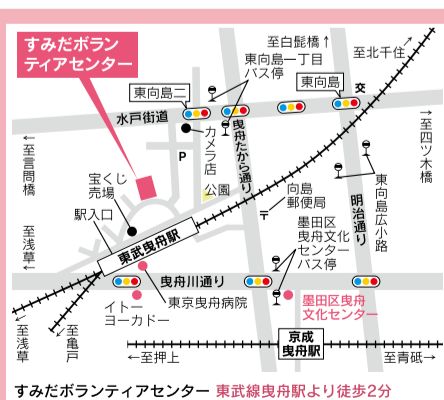 すみだボラン
ティアセンター
至白髭橋↑
至北千住→
東向島一丁目
バス停
東向島二
東向島
交
水戸街道
カメラ店
P
←至言問橋
曳舟たから通り
至四ツ木橋→
宝くじ
売場
公園
向島
郵便局
〒
明治通り
東向島広小路
駅入口
東武曳舟駅
墨田区
曳舟文化
センター
バス停
至浅草←
曳舟川通り
イトー
ヨーカドー
東京曳舟病院
墨田区曳舟
文化センター
←至浅草
←至亀戸
京成
曳舟駅
←至押上
至青砥→
すみだボランティアセンター 東武線曳舟駅より徒歩2分